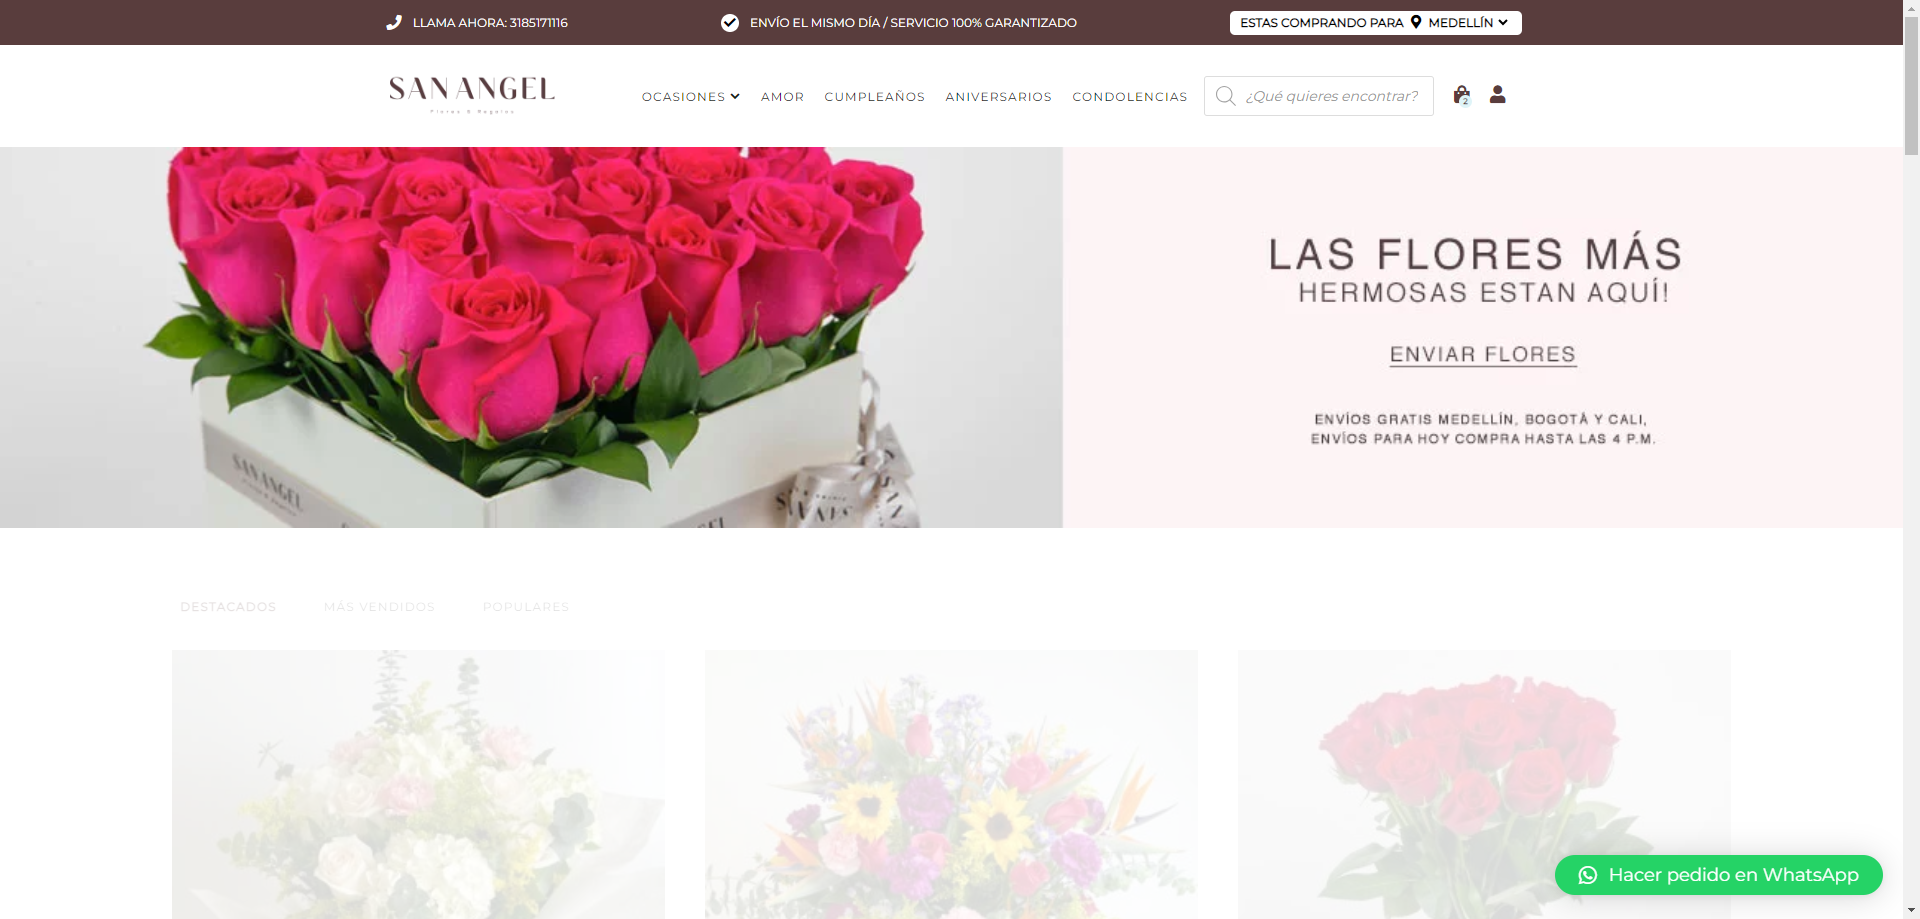 LLAMA AHORA: 3185171116
ENVÍO EL MISMO DÍA / SERVICIO 100% GARANTIZADO
ESTAS COMPRANDO PARA MEDELLÍN
SAN ANGEL
Flores & Regalos
OCASIONES
AMOR
CUMPLEAÑOS
ANIVERSARIOS
CONDOLENCIAS
¿Qué quieres encontrar?
2
LAS FLORES MÁS
HERMOSAS ESTAN AQUÍ!
ENVIAR FLORES
ENVÍOS GRATIS MEDELLÍN, BOGOTÁ Y CALI,
ENVÍOS PARA HOY COMPRA HASTA LAS 4 P.M.
SAN ANGEL
DESTACADOS
MÁS VENDIDOS
POPULARES
Hacer pedido en WhatsApp